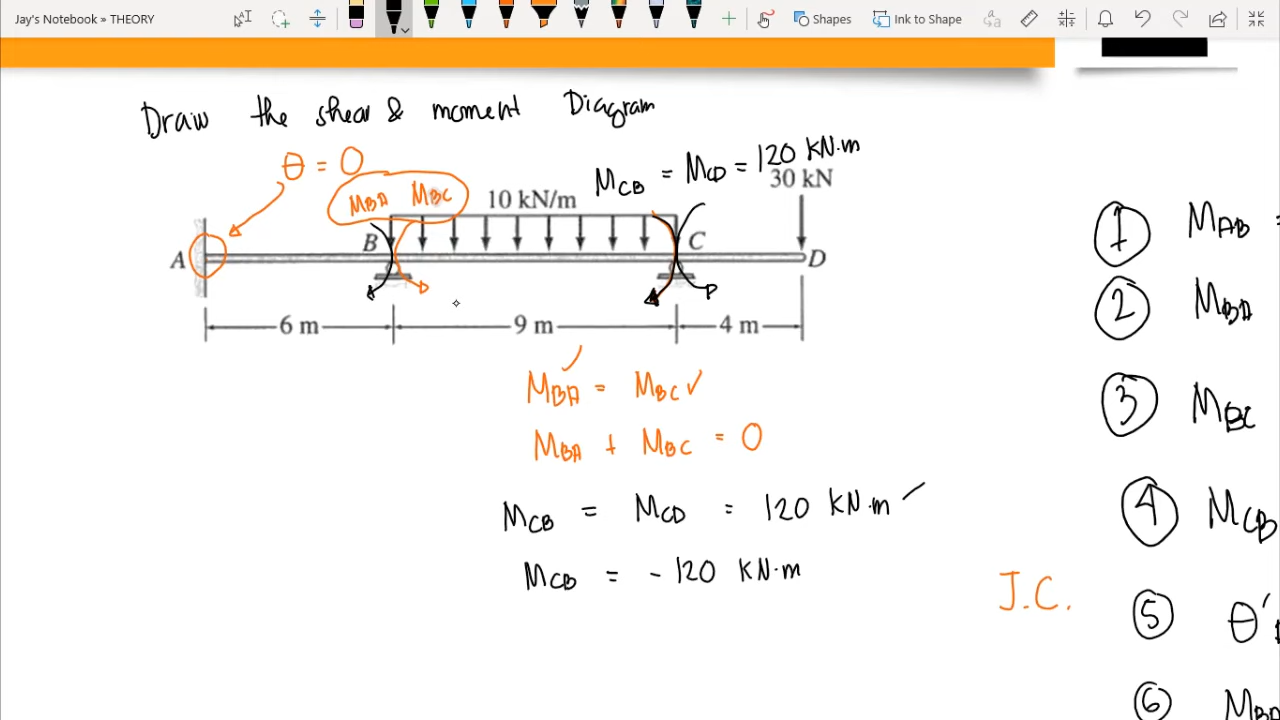 Jay's Notebook » THEORY
Shapes
Ink to Shape
Draw the shear & moment Diagram
θ = 0
MCB = MCD = 120 KN·m
30 kN
MBA MBC
10 kN/m
A
B
C
D
6 m
9 m
4 m
MBA = MBC ✓
MBA + MBC = 0
MCB = MCD = 120 KN·m
MCB = - 120 KN·m
J.C.
1 MAB =
2 MBA
3 MBC
4 MCB
5 θ'
6